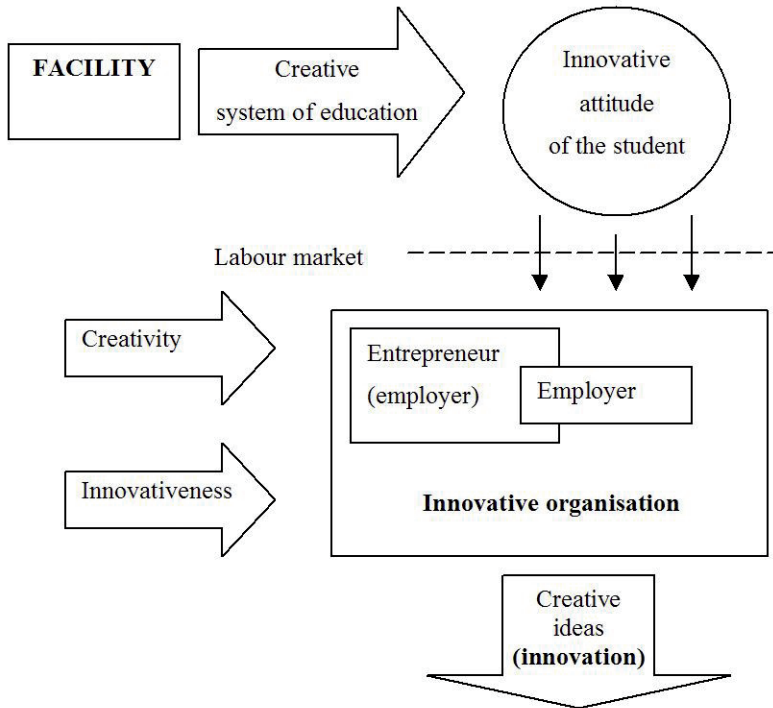 FACILITY
Creative
system of education
Innovative
attitude
of the student
Labour market
Creativity
Entrepreneur
(employer)
Employer
Innovativeness
Innovative organisation
Creative
ideas
(innovation)